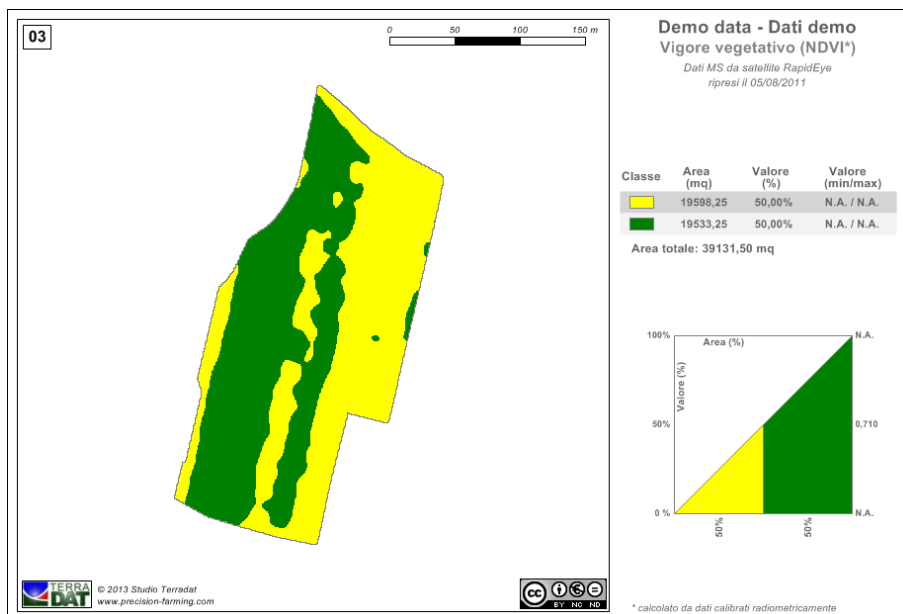 03
0 50 100 150 m
Demo data - Dati demo
Vigore vegetativo (NDVI*)
Dati MS da satellite RapidEye
ripresi il 05/08/2011
Classe Area (mq) Valore (%) Valore (min/max)
19598,25 50,00% N.A. / N.A.
19533,25 50,00% N.A. / N.A.
Area totale: 39131,50 mq
100% N.A.
Area (%)
Valore (%)
50% 0,710
0 % N.A.
50% 50%
TERRA
DAT
© 2013 Studio Terradat
www.precision-farming.com
cc
BY NC ND
* calcolato da dati calibrati radiometricamente